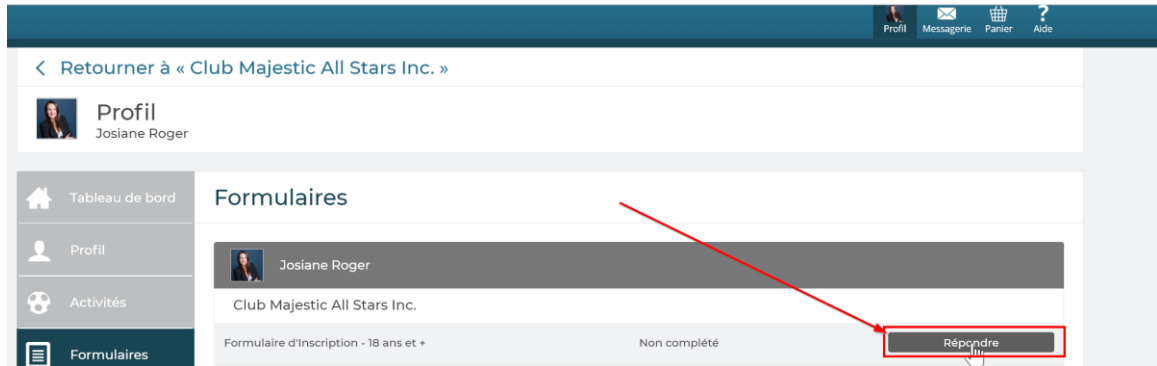 Profil Messagerie Panier Aide
< Retourner à « Club Majestic All Stars Inc. »
Profil
Josiane Roger
Tableau de bord
Profil
Activités
Formulaires
Formulaires
Josiane Roger
Club Majestic All Stars Inc.
Formulaire d'Inscription - 18 ans et + Non complété Répondre